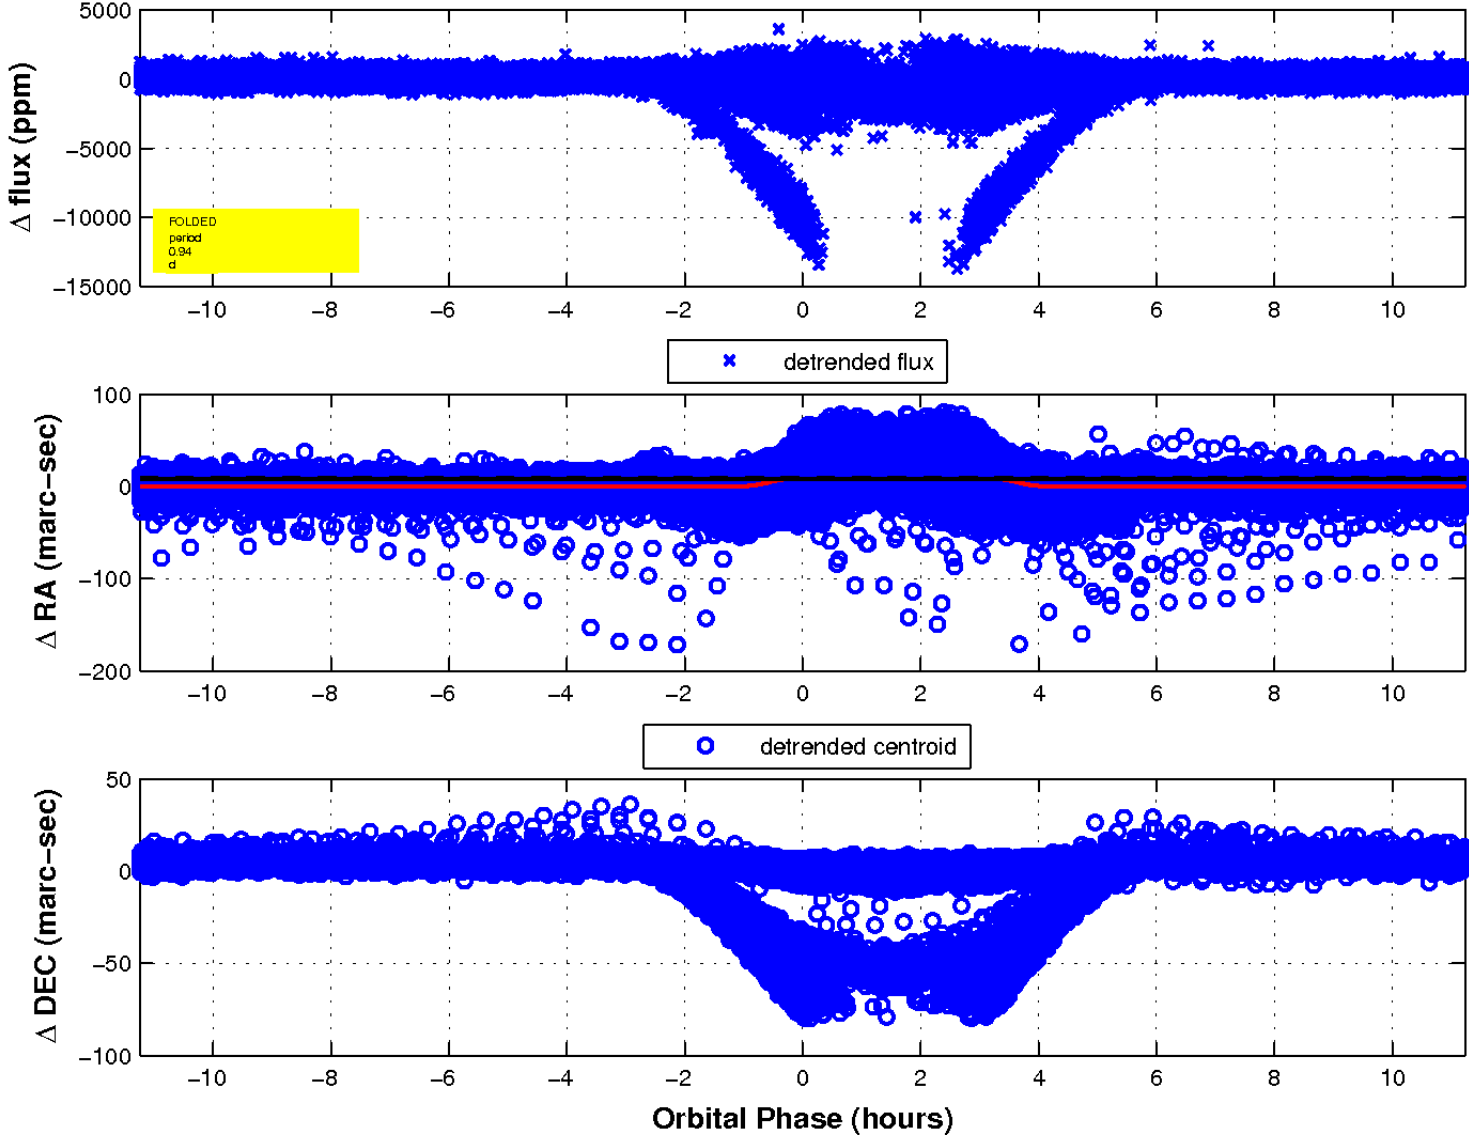 5000
0
−5000
−10000
−15000
Δ flux (ppm)
FOLDED
period
0.94
d
−10 −8 −6 −4 −2 0 2 4 6 8 10
detrended flux
100
0
−100
−200
Δ RA (marc−sec)
−10 −8 −6 −4 −2 0 2 4 6 8 10
detrended centroid
50
0
−50
−100
Δ DEC (marc−sec)
−10 −8 −6 −4 −2 0 2 4 6 8 10
Orbital Phase (hours)